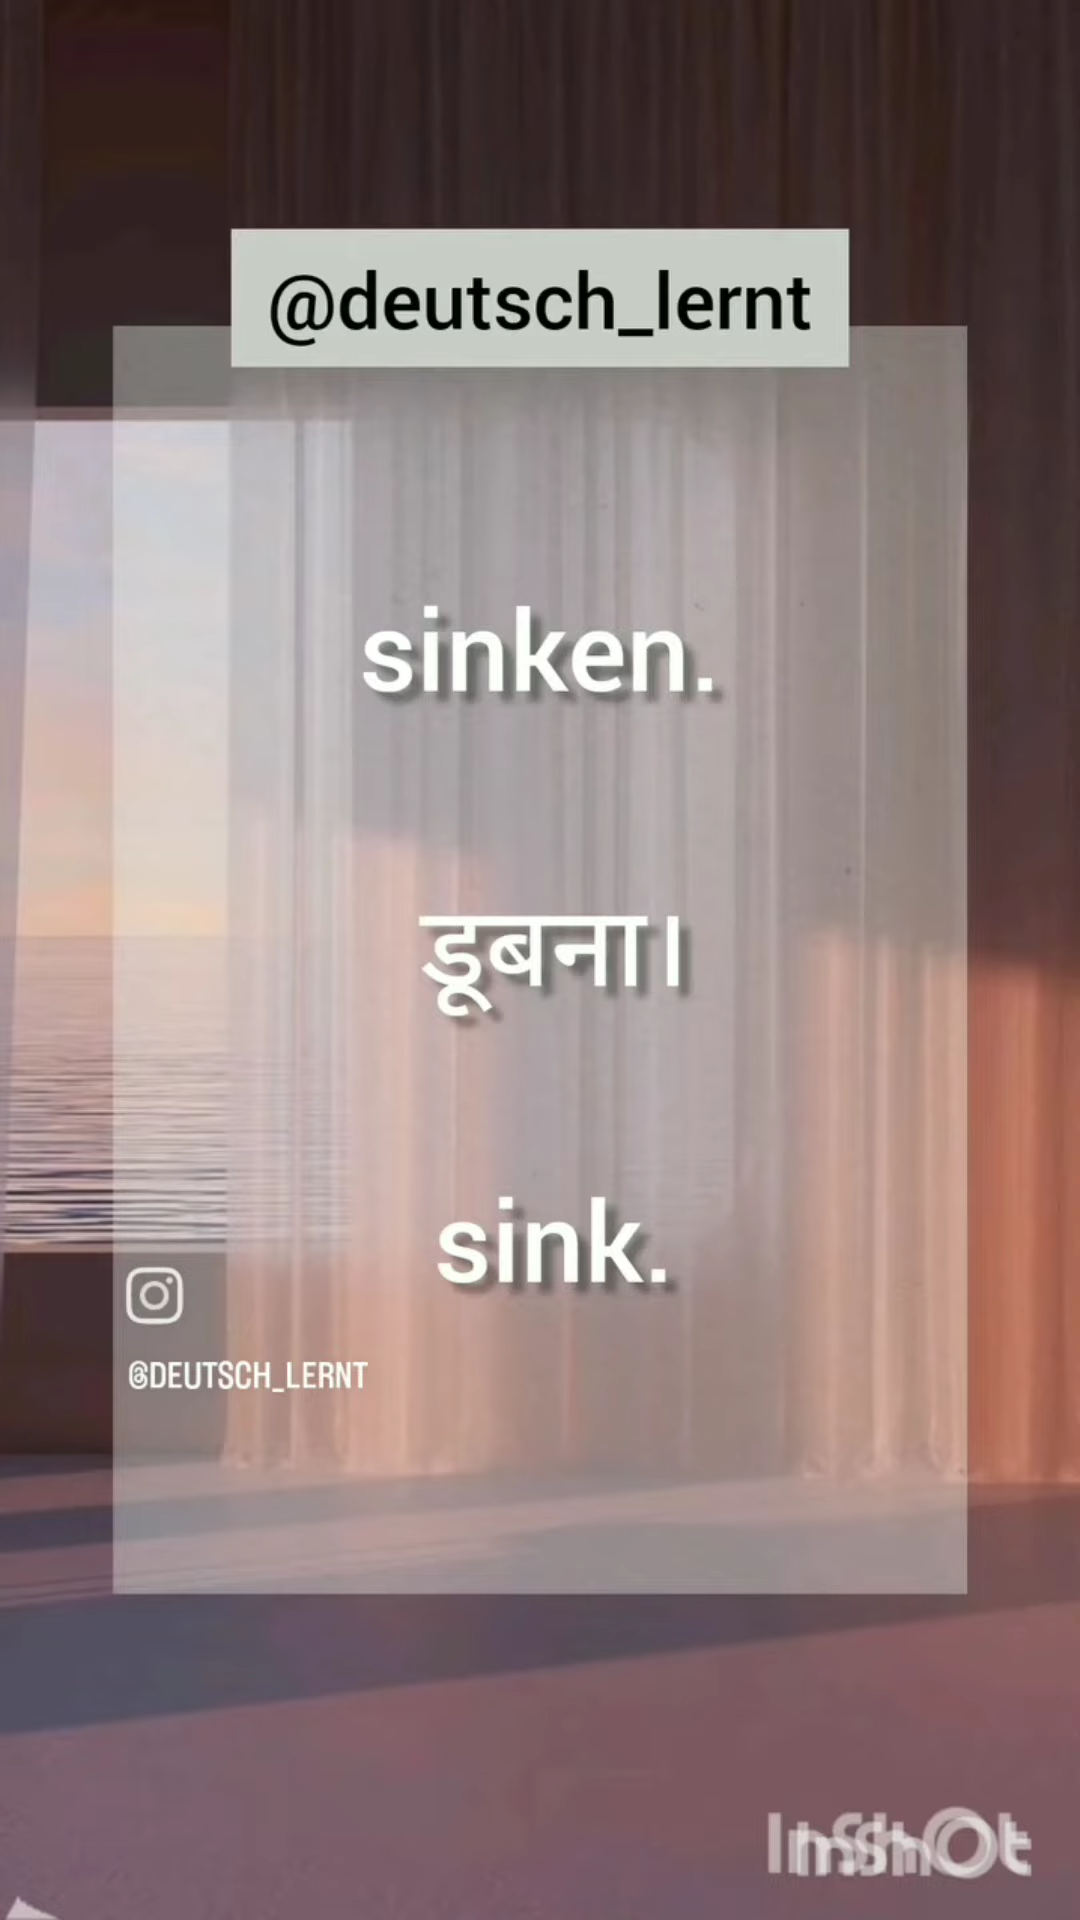 @deutsch_lernt
sinken.
डूबना।
sink.
@DEUTSCH_LERNT
InShOt